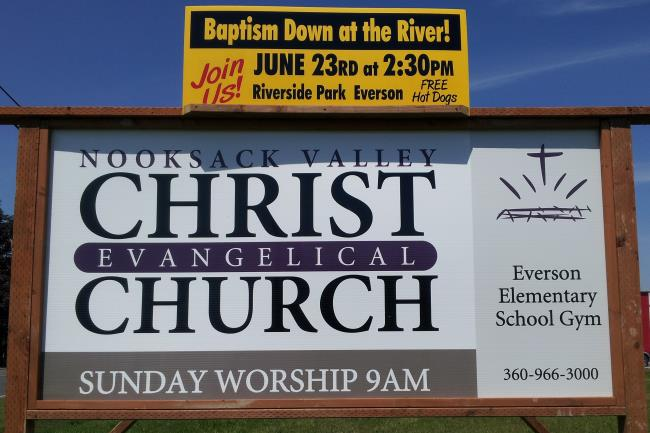 Baptism Down at the River!
Join Us! JUNE 23RD at 2:30PM
Riverside Park Everson FREE Hot Dogs
NOOKSACK VALLEY
CHRIST
EVANGELICAL
CHURCH
SUNDAY WORSHIP 9AM
Everson
Elementary
School Gym
360-966-3000